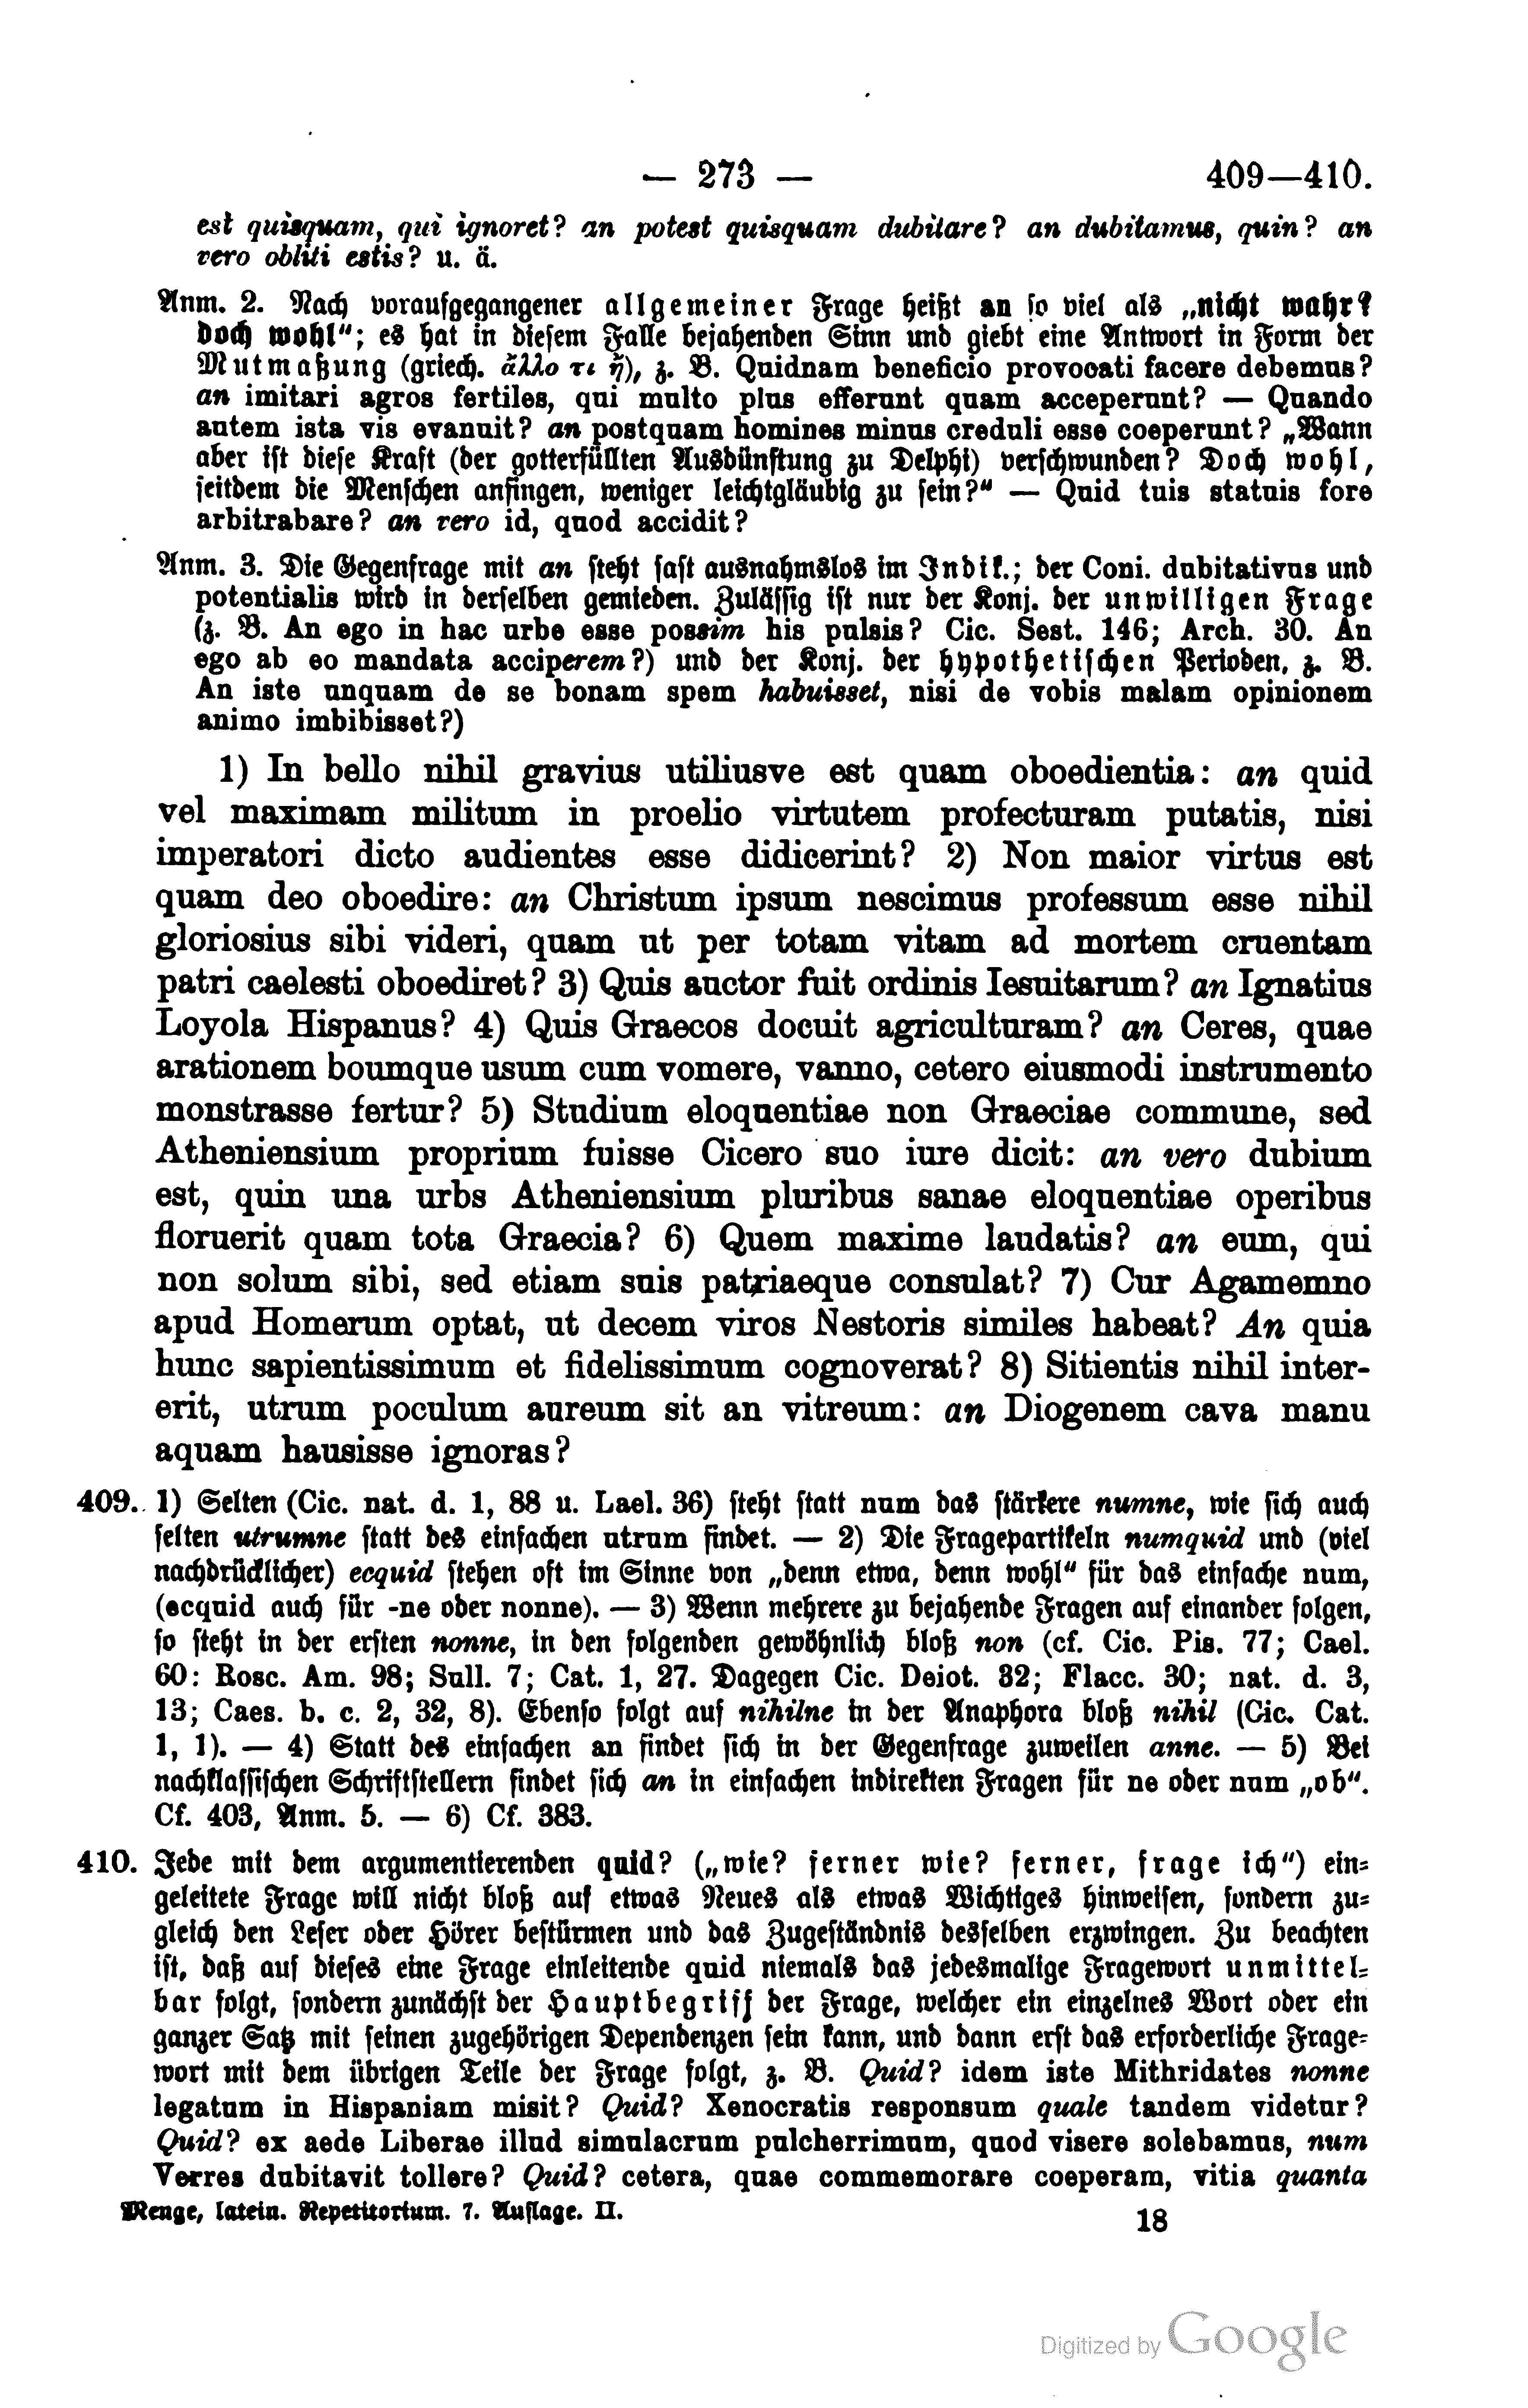 — 273 — 409—410.
est quisquam, qui ignoret? an potest quisquam dubitare? an dubitamus, quin? an
vero obliti estis? u. ä.
Anm. 2. Nach voraufgegangener allgemeiner Frage heißt an so viel als „nicht wahr?
doch wohl“; es hat in diesem Falle bejahenden Sinn und giebt eine Antwort in Form der
Mutmaßung (griech. ἄλλο τι ἤ), z. B. Quidnam beneficio provocati facere debemus?
an imitari agros fertiles, qui multo plus efferunt quam acceperunt? — Quando
autem ista vis evanuit? an postquam homines minus creduli esse coeperunt? „Wann
aber ist diese Kraft (der gotterfüllten Ausdünstung zu Delphi) verschwunden? Doch wohl,
seitdem die Menschen anfingen, weniger leichtgläubig zu sein?“ — Quid tuis statuis fore
arbitrabare? an vero id, quod accidit?
Anm. 3. Die Gegenfrage mit an steht fast ausnahmslos im Indik.; der Coni. dubitativus und
potentialis wird in derselben gemieden. Zulässig ist nur der Konj. der unwilligen Frage
(z. B. An ego in hac urbe esse possim his pulsis? Cic. Sest. 146; Arch. 30. An
ego ab eo mandata acciperem?) und der Konj. der hypothetischen Perioden, z. B.
An iste unquam de se bonam spem habuisset, nisi de vobis malam opinionem
animo imbibisset?)
1) In bello nihil gravius utiliusve est quam oboedientia: an quid
vel maximam militum in proelio virtutem profecturam putatis, nisi
imperatori dicto audientes esse didicerint? 2) Non maior virtus est
quam deo oboedire: an Christum ipsum nescimus professum esse nihil
gloriosius sibi videri, quam ut per totam vitam ad mortem cruentam
patri caelesti oboediret? 3) Quis auctor fuit ordinis Iesuitarum? an Ignatius
Loyola Hispanus? 4) Quis Graecos docuit agriculturam? an Ceres, quae
arationem boumque usum cum vomere, vanno, cetero eiusmodi instrumento
monstrasse fertur? 5) Studium eloquentiae non Graeciae commune, sed
Atheniensium proprium fuisse Cicero suo iure dicit: an vero dubium
est, quin una urbs Atheniensium pluribus sanae eloquentiae operibus
floruerit quam tota Graecia? 6) Quem maxime laudatis? an eum, qui
non solum sibi, sed etiam suis patriaeque consulat? 7) Cur Agamemno
apud Homerum optat, ut decem viros Nestoris similes habeat? An quia
hunc sapientissimum et fidelissimum cognoverat? 8) Sitientis nihil inter-
erit, utrum poculum aureum sit an vitreum: an Diogenem cava manu
aquam hausisse ignoras?
409. 1) Selten (Cic. nat. d. 1, 88 u. Lael. 36) steht statt num das stärkere numne, wie sich auch
selten utrumne statt des einfachen utrum findet. — 2) Die Fragepartikeln numquid und (viel
nachdrücklicher) ecquid stehen oft im Sinne von „denn etwa, denn wohl“ für das einfache num,
(ecquid auch für -ne oder nonne). — 3) Wenn mehrere zu bejahende Fragen auf einander folgen,
so steht in der ersten nonne, in den folgenden gewöhnlich bloß non (cf. Cic. Pis. 77; Cael.
60: Rosc. Am. 98; Sull. 7; Cat. 1, 27. Dagegen Cic. Deiot. 32; Flacc. 30; nat. d. 3,
13; Caes. b. c. 2, 32, 8). Ebenso folgt auf nihilne in der Anaphora bloß nihil (Cic. Cat.
1, 1). — 4) Statt des einfachen an findet sich in der Gegenfrage zuweilen anne. — 5) Bei
nachklassischen Schriftstellern findet sich an in einfachen indirekten Fragen für ne oder num „ob“.
Cf. 403, Anm. 5. — 6) Cf. 383.
410. Jede mit dem argumentierenden quid? („wie? ferner wie? ferner, frage ich“) ein-
geleitete Frage will nicht bloß auf etwas Neues als etwas Wichtiges hinweisen, sondern zu-
gleich den Leser oder Hörer bestürmen und das Zugeständnis desselben erzwingen. Zu beachten
ist, daß auf dieses eine Frage einleitende quid niemals das jedesmalige Fragewort unmittel-
bar folgt, sondern zunächst der Hauptbegriff der Frage, welcher ein einzelnes Wort oder ein
ganzer Satz mit seinen zugehörigen Dependenzen sein kann, und dann erst das erforderliche Frage-
wort mit dem übrigen Teile der Frage folgt, z. B. Quid? idem iste Mithridates nonne
legatum in Hispaniam misit? Quid? Xenocratis responsum quale tandem videtur?
Quid? ex aede Liberae illud simulacrum pulcherrimum, quod visere solebamus, num
Verres dubitavit tollere? Quid? cetera, quae commemorare coeperam, vitia quanta
Menge, latein. Repetitorium. 7. Auflage. II. 18
Digitized by Google